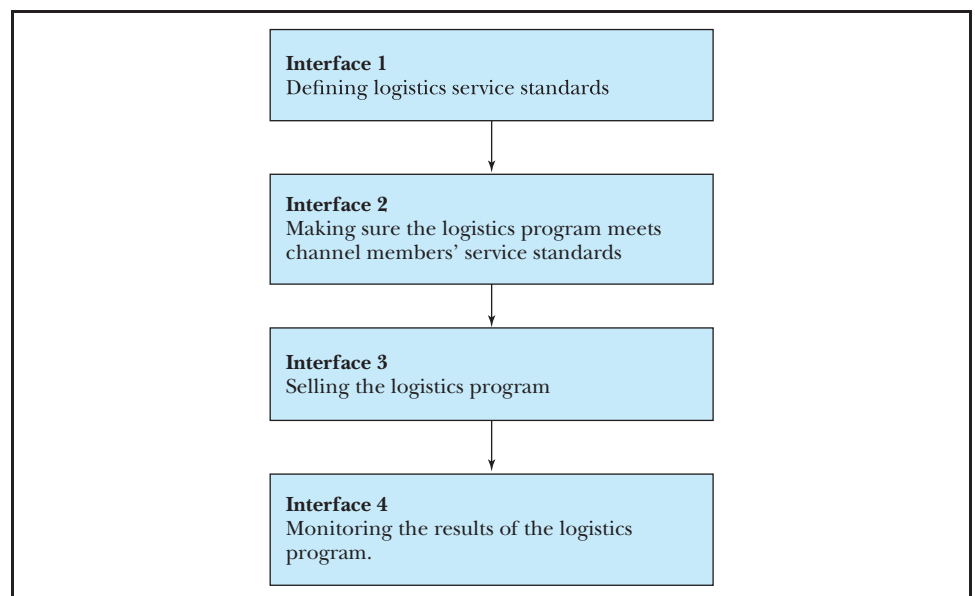 Interface 1
Defining logistics service standards
Interface 2
Making sure the logistics program meets
channel members’ service standards
Interface 3
Selling the logistics program
Interface 4
Monitoring the results of the logistics
program.